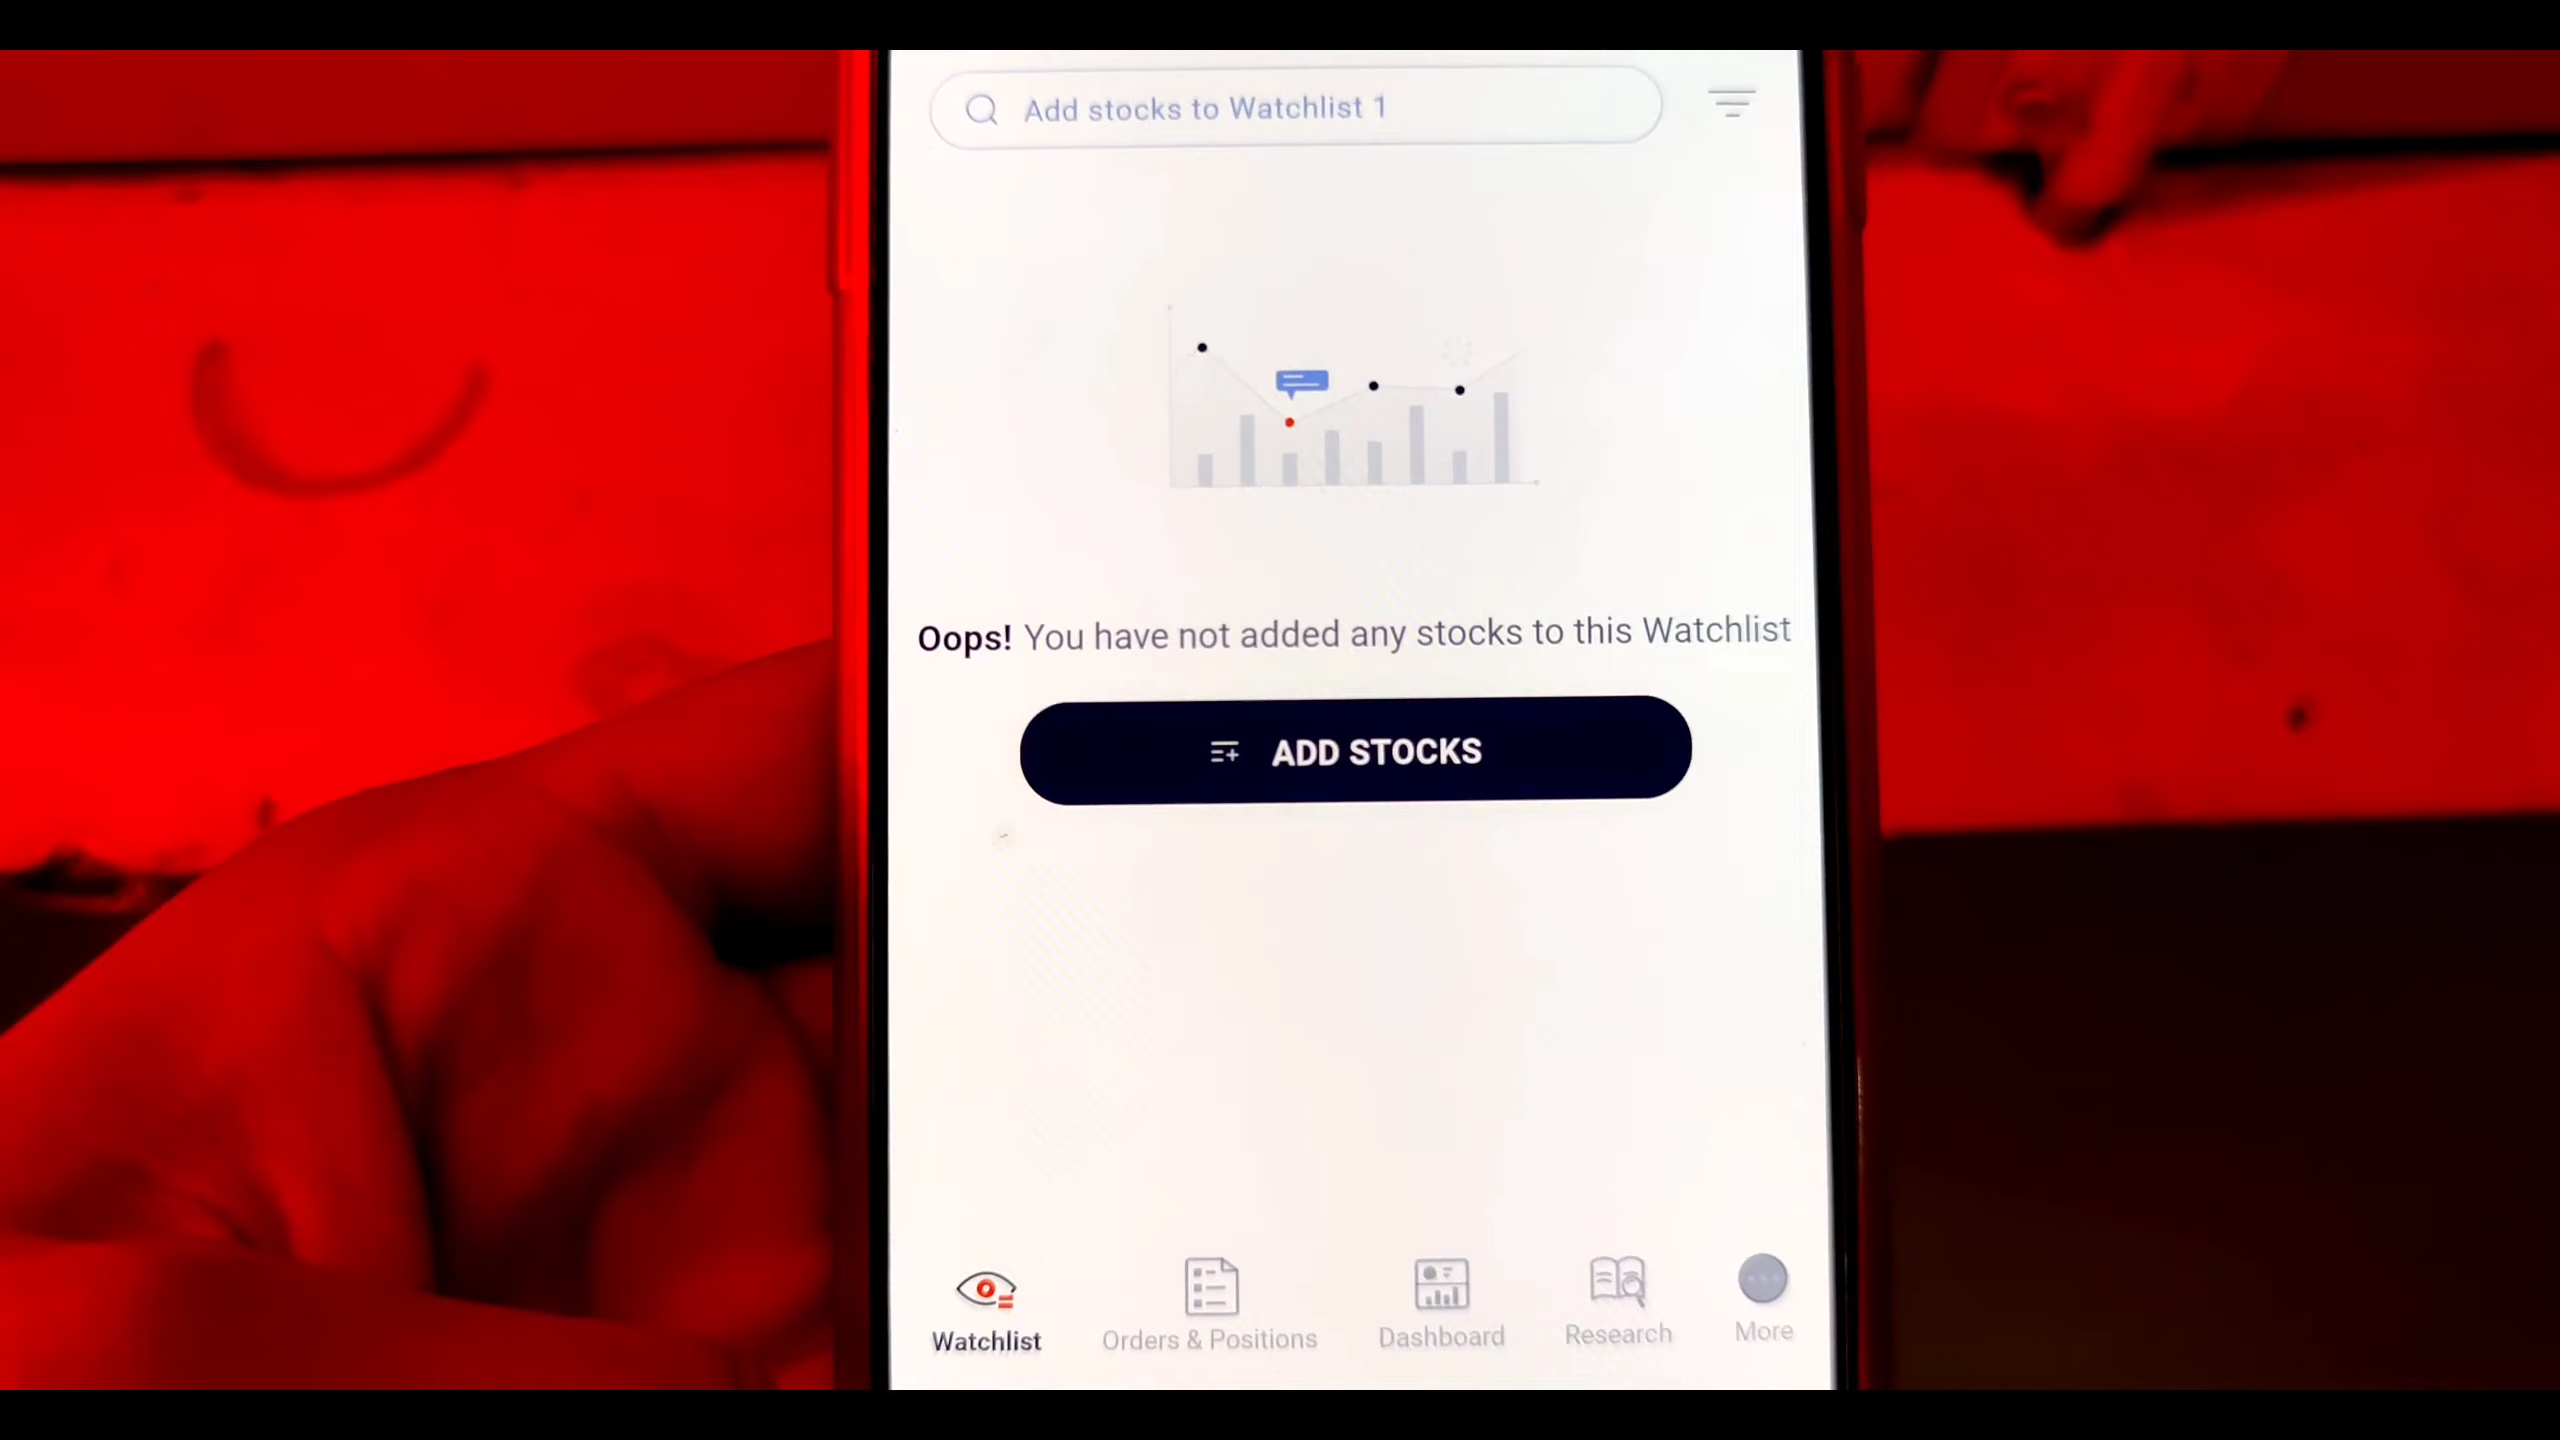 Add stocks to Watchlist 1
Oops! You have not added any stocks to this Watchlist
ADD STOCKS
Watchlist
Orders & Positions
Dashboard
Research
More